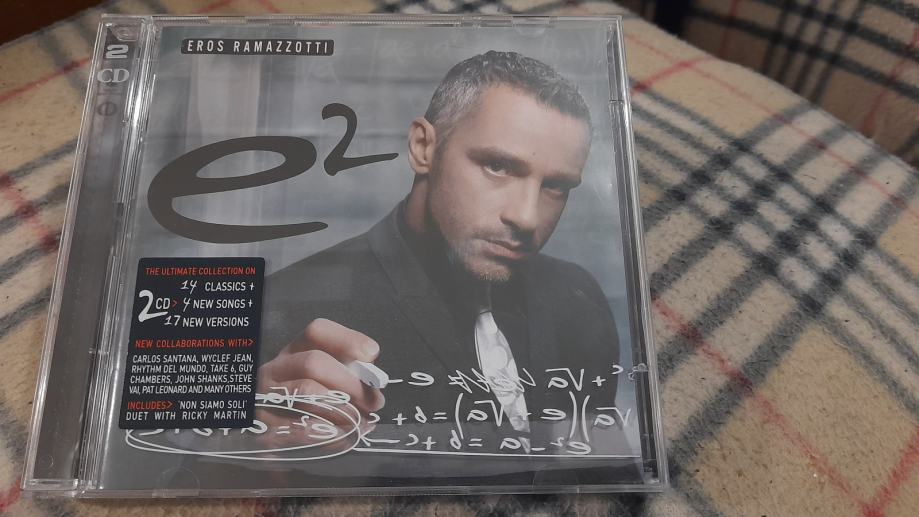 2
CD
EROS RAMAZZOTTI
e²
THE ULTIMATE COLLECTION ON
14 CLASSICS +
2CD> 4 NEW SONGS +
17 NEW VERSIONS
NEW COLLABORATIONS WITH>
CARLOS SANTANA, WYCLEF JEAN,
RHYTHM DEL MUNDO, TAKE 6, GUY
CHAMBERS, JOHN SHANKS, STEVE
VAI, PAT LEONARD AND MANY OTHERS
INCLUDES> 'NON SIAMO SOLI'
DUET WITH RICKY MARTIN